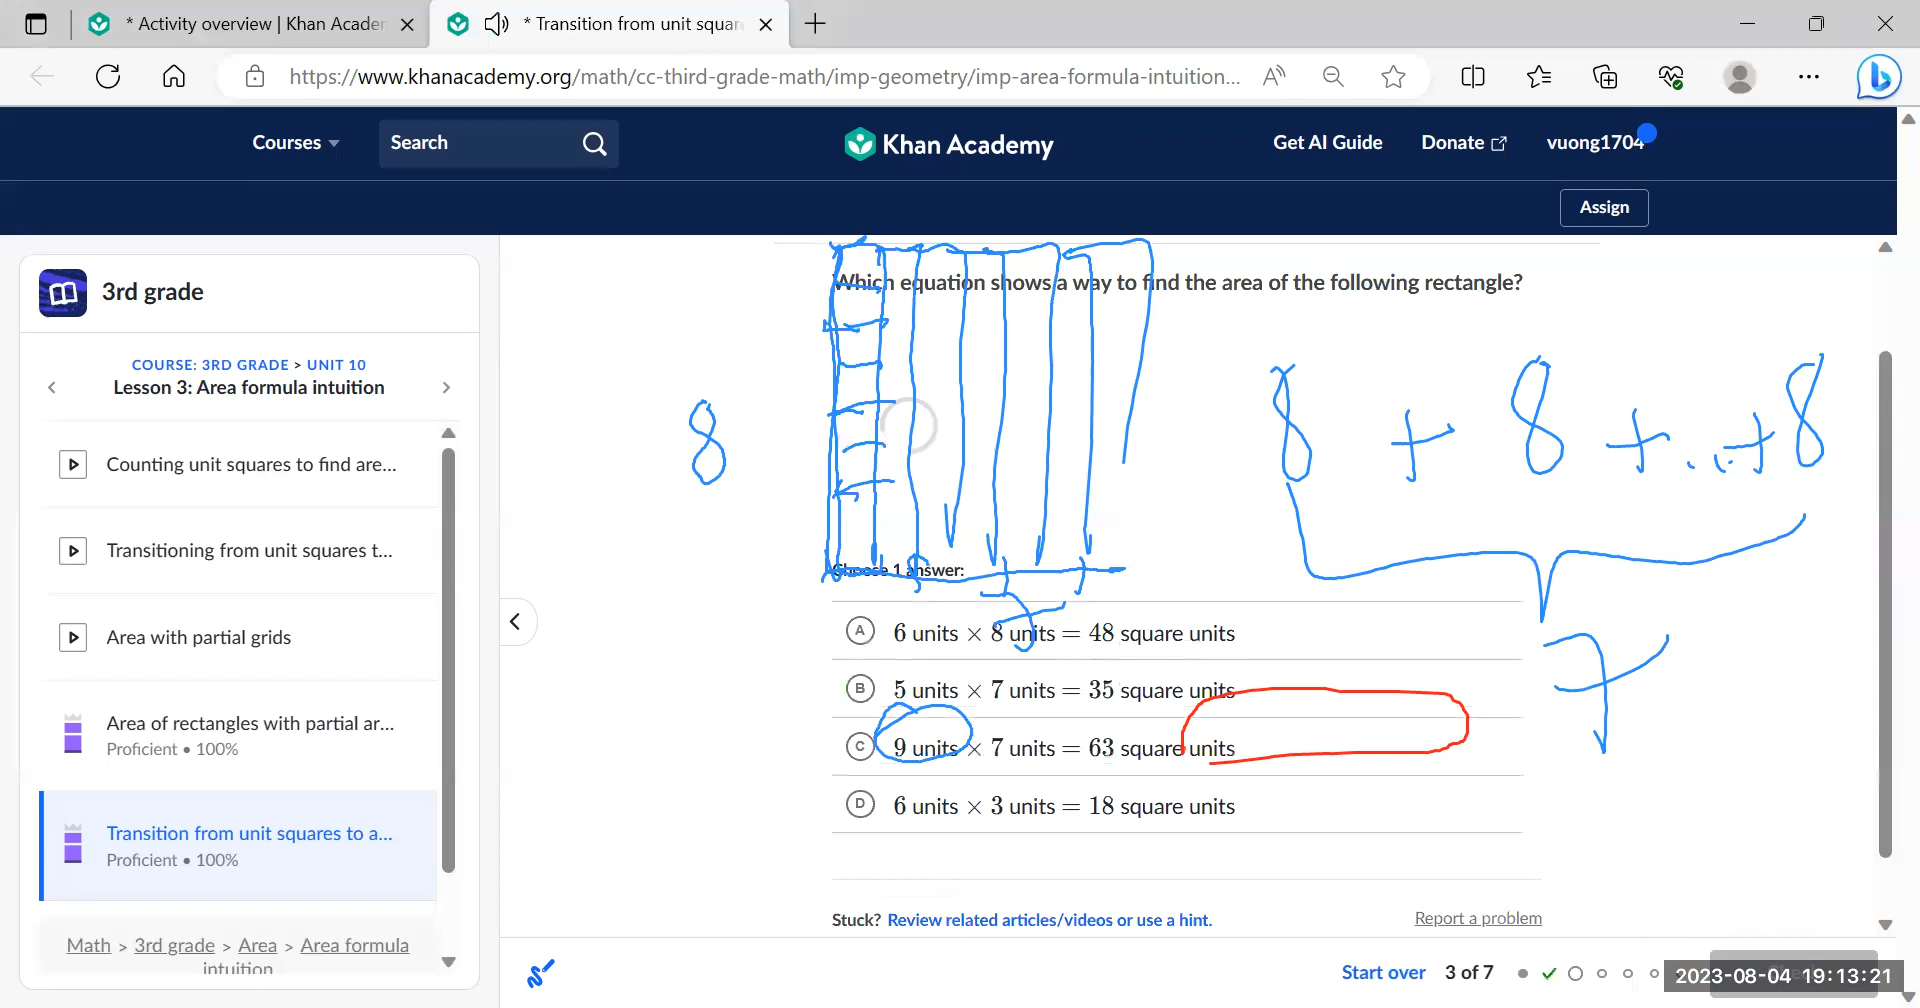 * Activity overview | Khan Acader
* Transition from unit squar
https://www.khanacademy.org/math/cc-third-grade-math/imp-geometry/imp-area-formula-intuition...
Courses
Search
Khan Academy
Get AI Guide
Donate
vuong1704
Assign
3rd grade
COURSE: 3RD GRADE > UNIT 10
Lesson 3: Area formula intuition
Counting unit squares to find are...
Transitioning from unit squares t...
Area with partial grids
Area of rectangles with partial ar...
Proficient • 100%
Transition from unit squares to a...
Proficient • 100%
Math > 3rd grade > Area > Area formula
intuition
Which equation shows a way to find the area of the following rectangle?
8
8 + 8 + ... + 8
7
7
Choose 1 answer:
A 6 units × 8 units = 48 square units
B 5 units × 7 units = 35 square units
C 9 units × 7 units = 63 square units
D 6 units × 3 units = 18 square units
Stuck? Review related articles/videos or use a hint.
Report a problem
Start over 3 of 7
2023-08-04 19:13:21